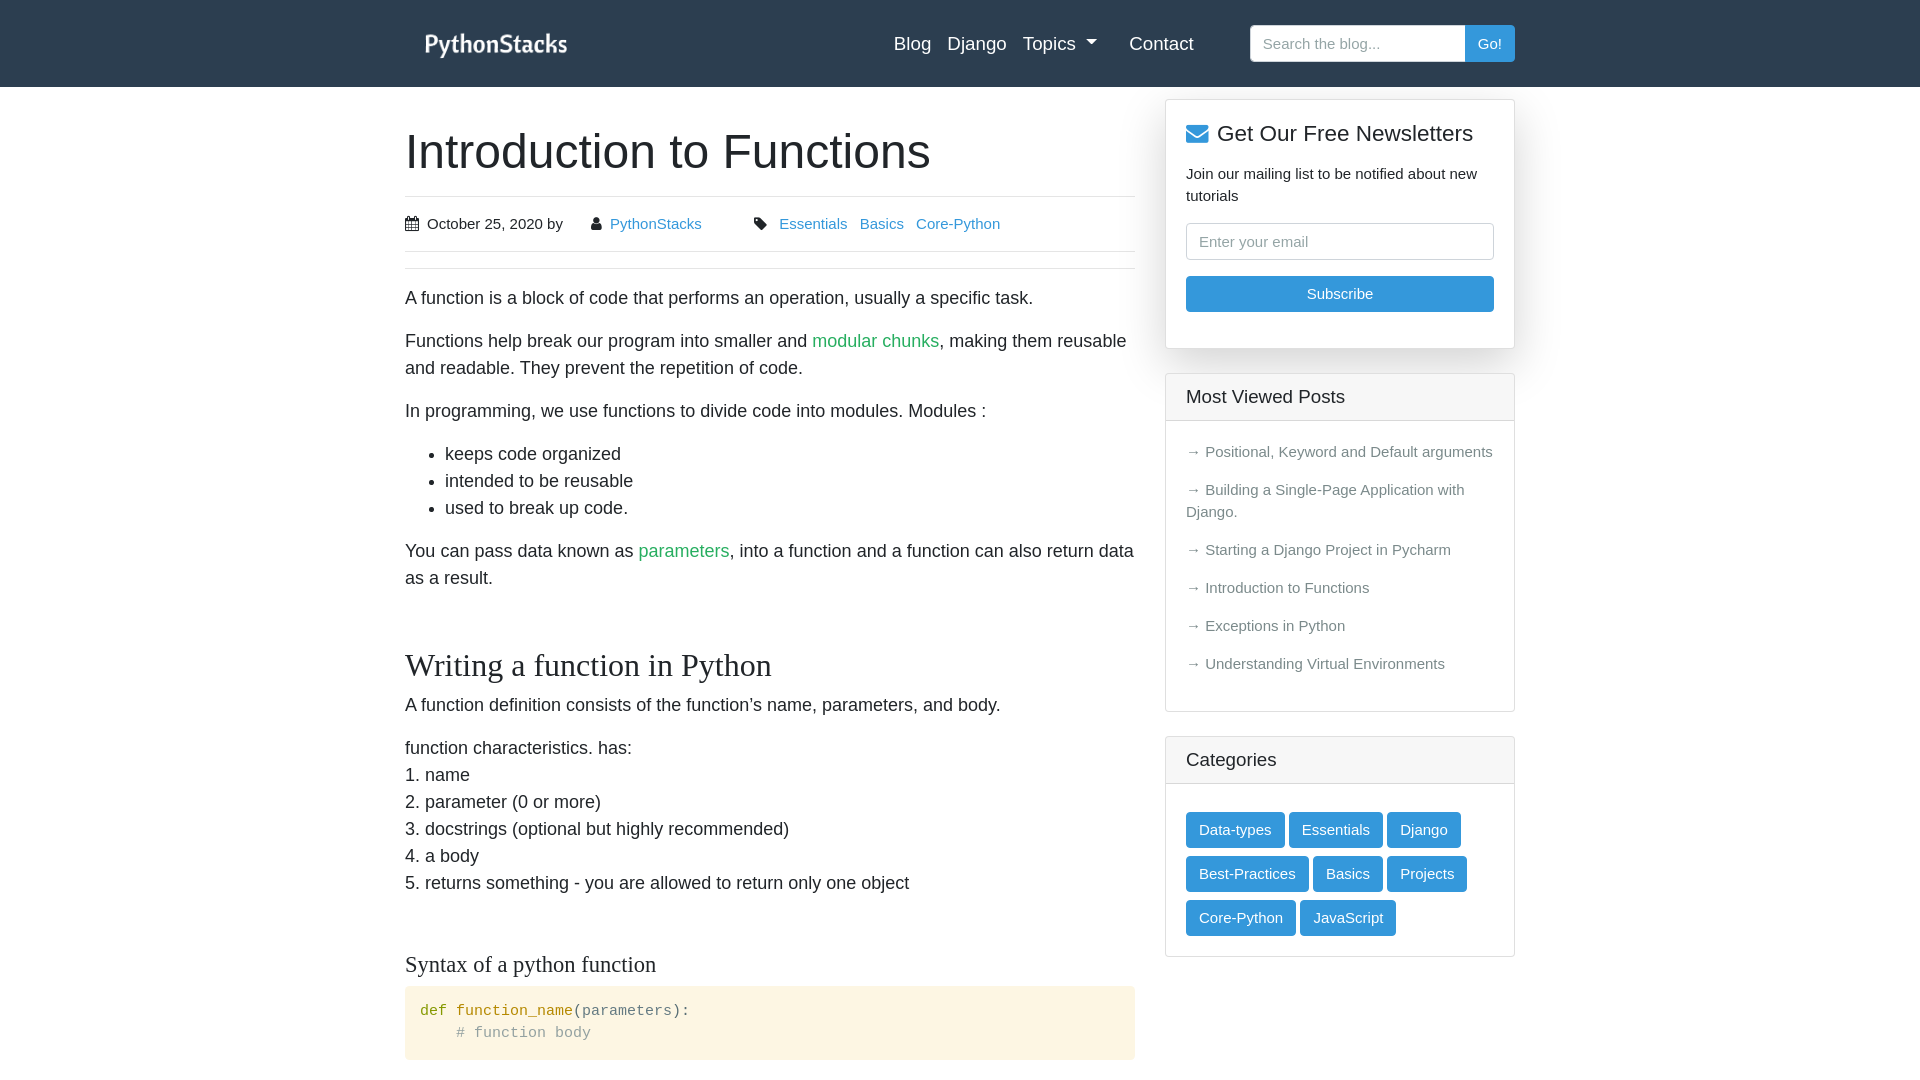 PythonStacks
Blog Django Topics Contact
Search the blog... Go!
Introduction to Functions
October 25, 2020 by PythonStacks Essentials Basics Core-Python
A function is a block of code that performs an operation, usually a specific task.
Functions help break our program into smaller and modular chunks, making them reusable
and readable. They prevent the repetition of code.
In programming, we use functions to divide code into modules. Modules :
• keeps code organized
• intended to be reusable
• used to break up code.
You can pass data known as parameters, into a function and a function can also return data
as a result.
Writing a function in Python
A function definition consists of the function’s name, parameters, and body.
function characteristics. has:
1. name
2. parameter (0 or more)
3. docstrings (optional but highly recommended)
4. a body
5. returns something - you are allowed to return only one object
Syntax of a python function
def function_name(parameters):
    # function body
Get Our Free Newsletters
Join our mailing list to be notified about new
tutorials
Enter your email
Subscribe
Most Viewed Posts
→ Positional, Keyword and Default arguments
→ Building a Single-Page Application with
Django.
→ Starting a Django Project in Pycharm
→ Introduction to Functions
→ Exceptions in Python
→ Understanding Virtual Environments
Categories
Data-types Essentials Django
Best-Practices Basics Projects
Core-Python JavaScript